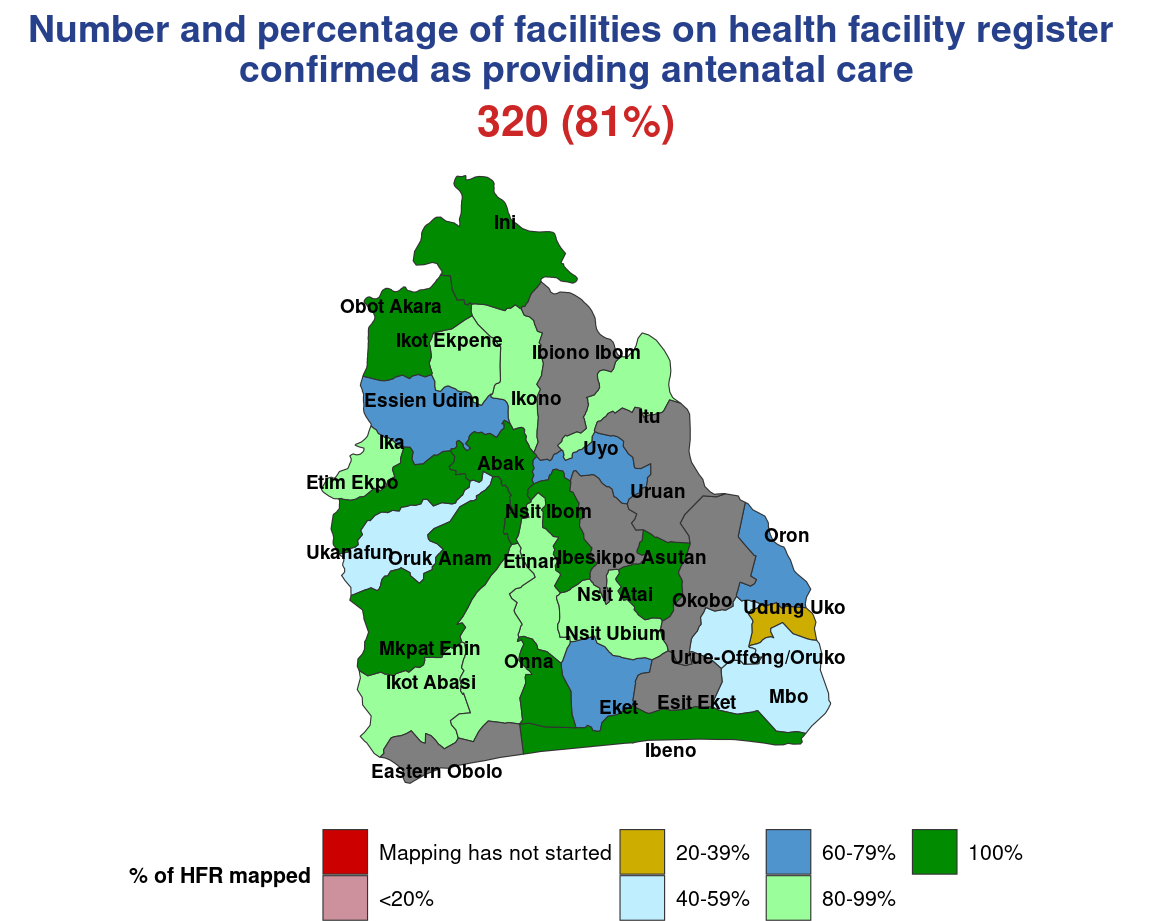 Number and percentage of facilities on health facility register
confirmed as providing antenatal care
320 (81%)
Ini
Obot Akara
Ikot Ekpene
Ibiono Ibom
Essien Udim
Ikono
Itu
Ika
Uyo
Abak
Etim Ekpo
Uruan
Nsit Ibom
Oron
Ukanafun
Oruk Anam
Etinan
Ibesikpo Asutan
Nsit Atai
Okobo
Udung Uko
Nsit Ubium
Mkpat Enin
Onna
Urue-Offong/Oruko
Ikot Abasi
Mbo
Esit Eket
Eket
Ibeno
Eastern Obolo
% of HFR mapped
Mapping has not started
<20%
20-39%
40-59%
60-79%
80-99%
100%